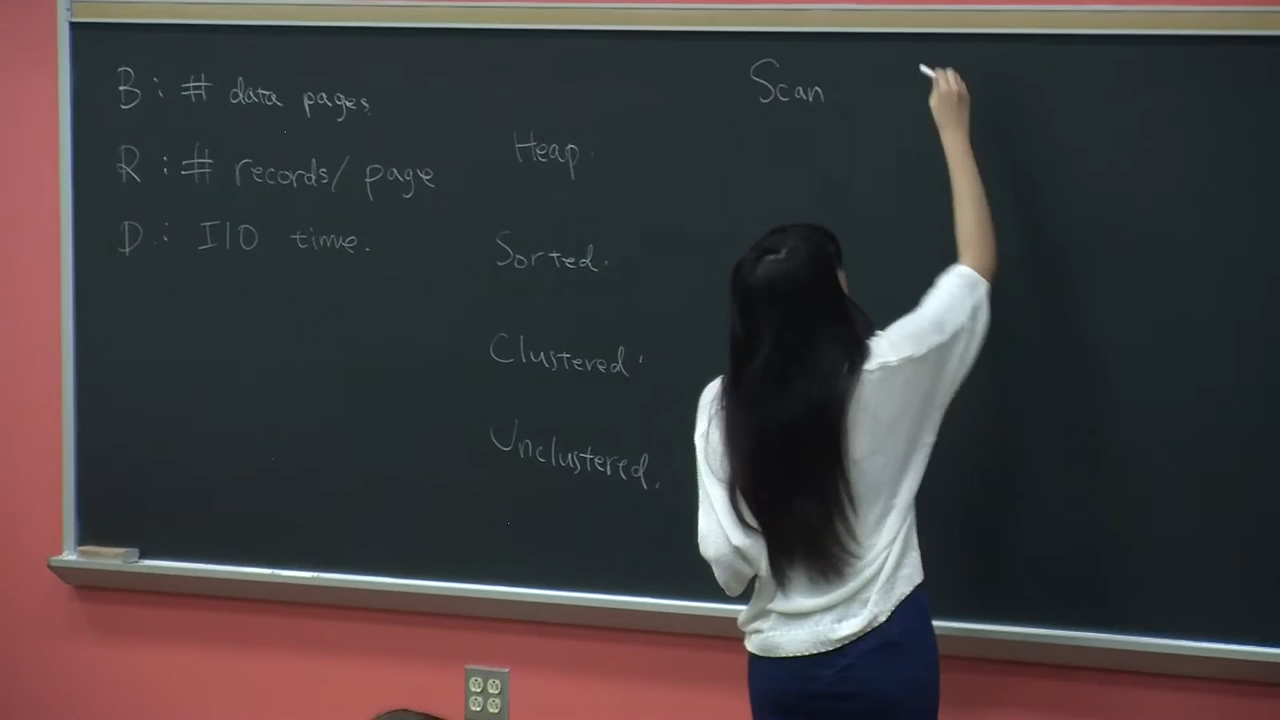 B: # data pages.
R: # records/ page
D: I/O time.
Scan
Heap.
Sorted.
Clustered.
Unclustered.